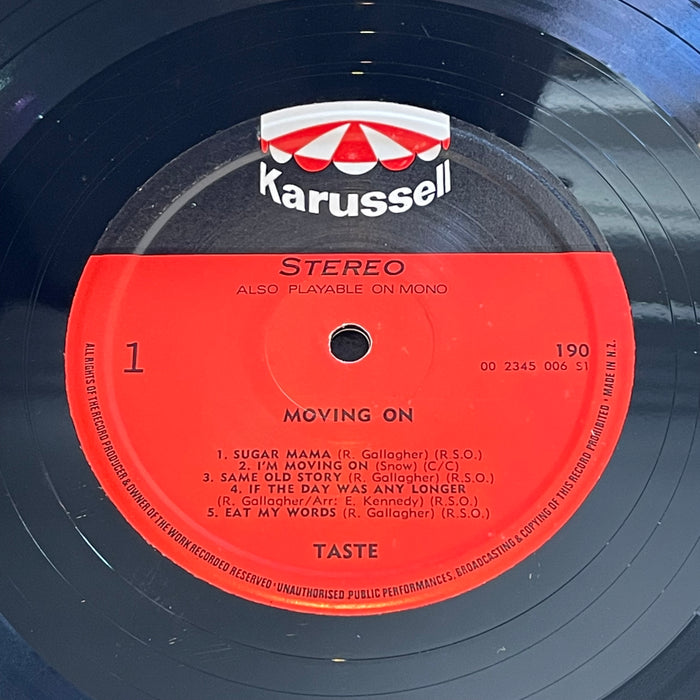 Karussell
STEREO
ALSO PLAYABLE ON MONO
1
190
00 2345 006 S1
MOVING ON
1. SUGAR MAMA (R. Gallagher) (R.S.O.)
2. I'M MOVING ON (Snow) (C/C)
3. SAME OLD STORY (R. Gallagher) (R.S.O.)
4. IF THE DAY WAS ANY LONGER
(R. Gallagher/Arr: E. Kennedy) (R.S.O.)
5. EAT MY WORDS (R. Gallagher) (R.S.O.)
TASTE
ALL RIGHTS OF THE RECORD PRODUCER & OWNER OF THE WORK RECORDED RESERVED · UNAUTHORISED PUBLIC PERFORMANCES, BROADCASTING & COPYING OF THIS RECORD PROHIBITED · MADE IN N.Z.